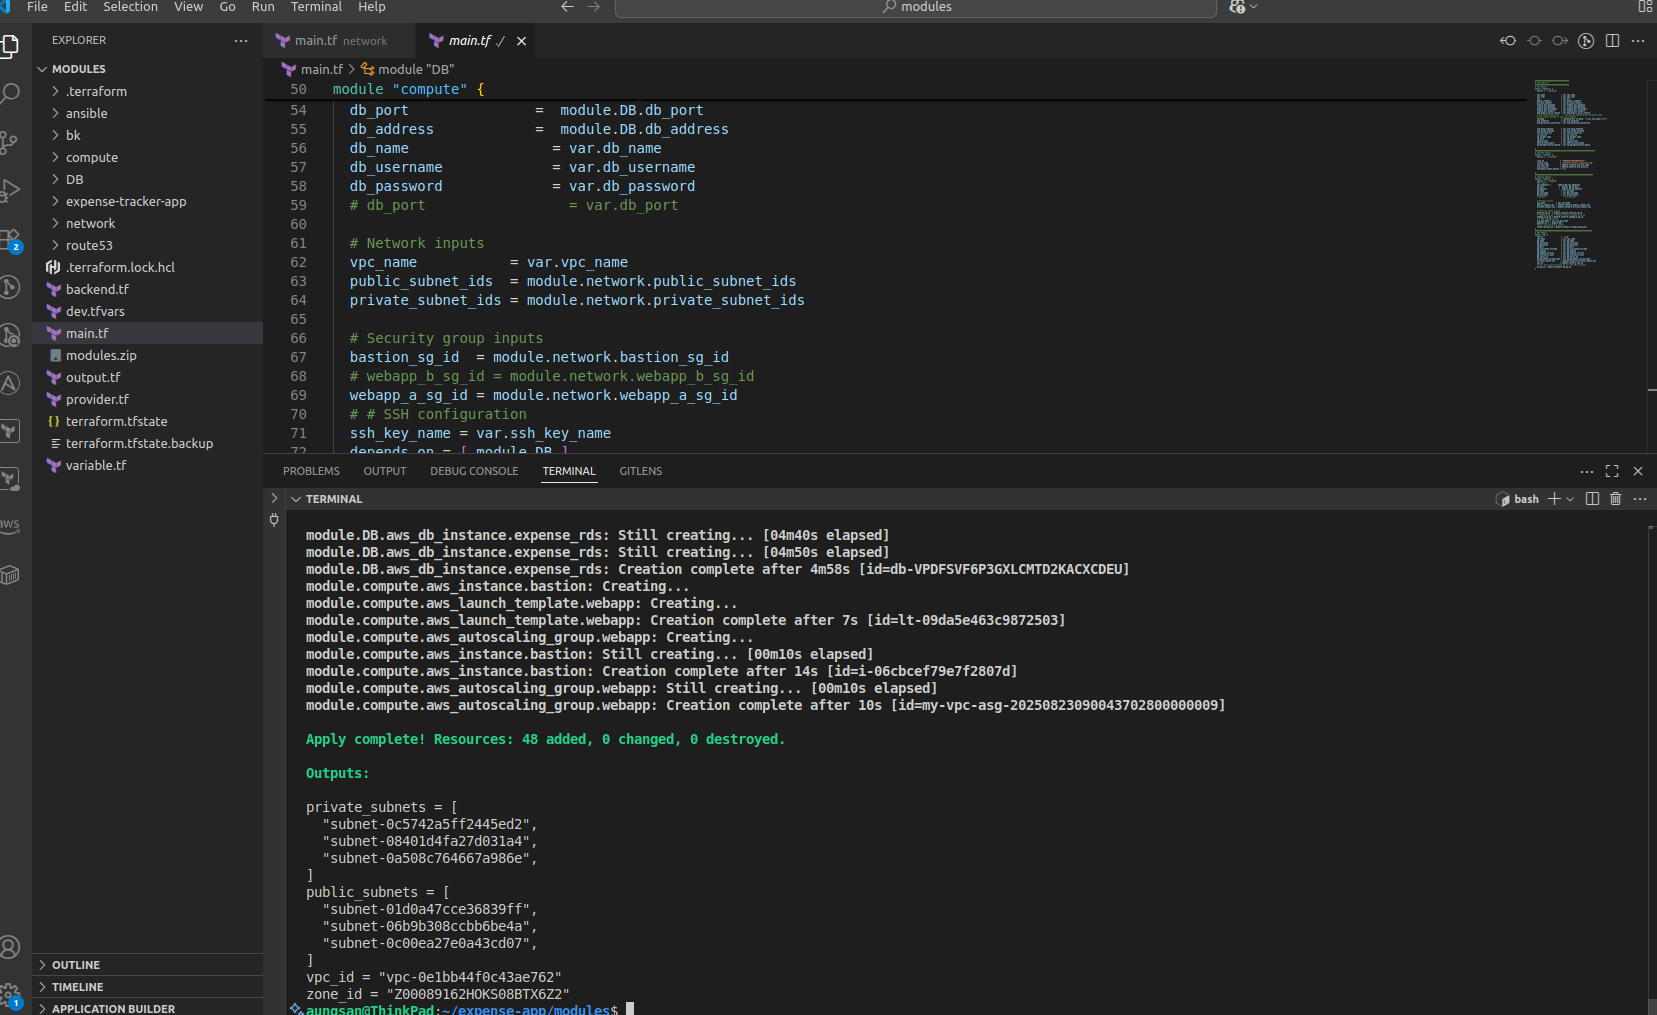 File Edit Selection View Go Run Terminal Help
modules
EXPLORER
MODULES
.terraform
ansible
bk
compute
DB
expense-tracker-app
network
route53
.terraform.lock.hcl
backend.tf
dev.tfvars
main.tf
modules.zip
output.tf
provider.tf
terraform.tfstate
terraform.tfstate.backup
variable.tf
OUTLINE
TIMELINE
APPLICATION BUILDER
aws
2
1
main.tf network
main.tf ./
main.tf > module "DB"
50 module "compute" {
54 db_port = module.DB.db_port
55 db_address = module.DB.db_address
56 db_name = var.db_name
57 db_username = var.db_username
58 db_password = var.db_password
59 # db_port = var.db_port
60
61 # Network inputs
62 vpc_name = var.vpc_name
63 public_subnet_ids = module.network.public_subnet_ids
64 private_subnet_ids = module.network.private_subnet_ids
65
66 # Security group inputs
67 bastion_sg_id = module.network.bastion_sg_id
68 # webapp_b_sg_id = module.network.webapp_b_sg_id
69 webapp_a_sg_id = module.network.webapp_a_sg_id
70 # # SSH configuration
71 ssh_key_name = var.ssh_key_name
72 depends_on = [ module.DB ]
PROBLEMS OUTPUT DEBUG CONSOLE TERMINAL GITLENS
TERMINAL
bash
module.DB.aws_db_instance.expense_rds: Still creating... [04m40s elapsed]
module.DB.aws_db_instance.expense_rds: Still creating... [04m50s elapsed]
module.DB.aws_db_instance.expense_rds: Creation complete after 4m58s [id=db-VPDFSVF6P3GXLCMTD2KACXCDEU]
module.compute.aws_instance.bastion: Creating...
module.compute.aws_launch_template.webapp: Creating...
module.compute.aws_launch_template.webapp: Creation complete after 7s [id=lt-09da5e463c9872503]
module.compute.aws_autoscaling_group.webapp: Creating...
module.compute.aws_instance.bastion: Still creating... [00m10s elapsed]
module.compute.aws_instance.bastion: Creation complete after 14s [id=i-06cbcef79e7f2807d]
module.compute.aws_autoscaling_group.webapp: Still creating... [00m10s elapsed]
module.compute.aws_autoscaling_group.webapp: Creation complete after 10s [id=my-vpc-asg-20250823090043702800000009]
Apply complete! Resources: 48 added, 0 changed, 0 destroyed.
Outputs:
private_subnets = [
"subnet-0c5742a5ff2445ed2",
"subnet-08401d4fa27d031a4",
"subnet-0a508c764667a986e",
]
public_subnets = [
"subnet-01d0a47cce36839ff",
"subnet-06b9b308ccbb6be4a",
"subnet-0c00ea27e0a43cd07",
]
vpc_id = "vpc-0e1bb44f0c43ae762"
zone_id = "Z00089162HOKS08BTX6Z2"
aungsan@ThinkPad:~/expense-app/modules$